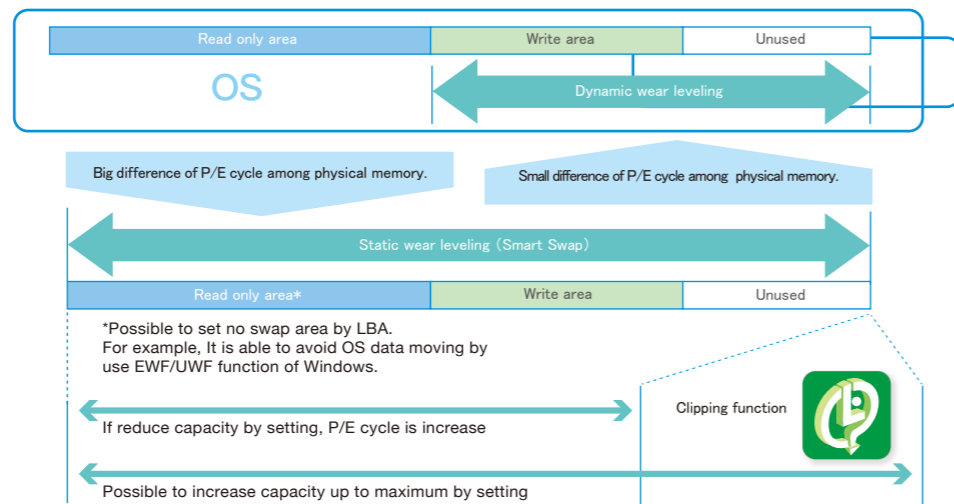 Read only area
Write area
Unused
OS
Dynamic wear leveling
Big difference of P/E cycle among physical memory.
Small difference of P/E cycle among physical memory.
Static wear leveling (Smart Swap)
Read only area*
Write area
Unused
*Possible to set no swap area by LBA.
For example, It is able to avoid OS data moving by
use EWF/UWF function of Windows.
Clipping function
If reduce capacity by setting, P/E cycle is increase
Possible to increase capacity up to maximum by setting